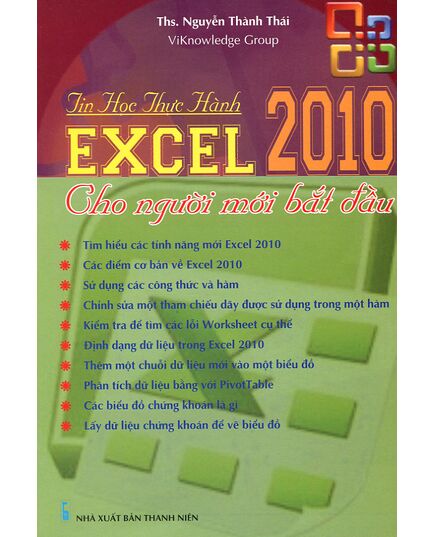 Ths. Nguyễn Thành Thái
ViKnowledge Group
Tin Học Thực Hành
EXCEL 2010
Cho người mới bắt đầu
Tìm hiểu các tính năng mới Excel 2010
Các điểm cơ bản về Excel 2010
Sử dụng các công thức và hàm
Chỉnh sửa một tham chiếu dãy được sử dụng trong một hàm
Kiểm tra để tìm các lỗi Worksheet cụ thể
Định dạng dữ liệu trong Excel 2010
Thêm một chuỗi dữ liệu mới vào một biểu đồ
Phân tích dữ liệu bằng với PivotTable
Các biểu đồ chứng khoán là gì
Lấy dữ liệu chứng khoán để vẽ biểu đồ
NHÀ XUẤT BẢN THANH NIÊN